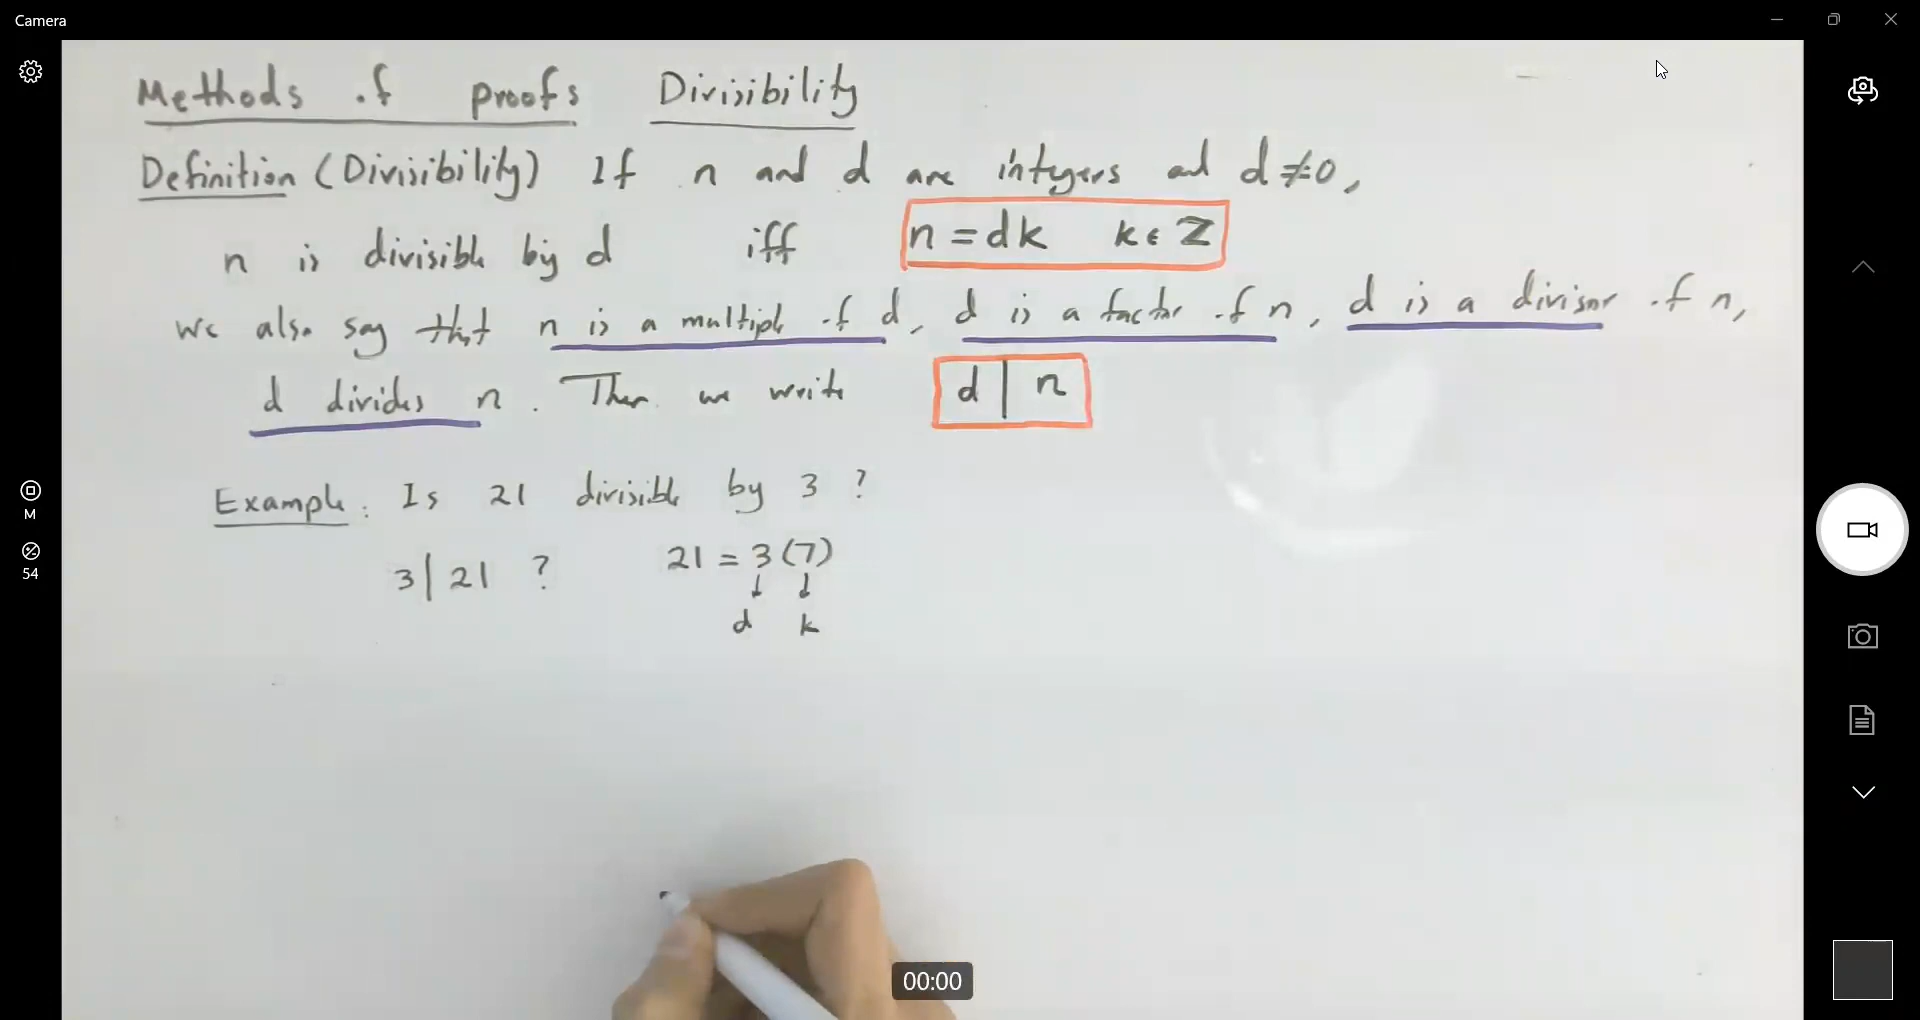 Camera
Methods of proofs Divisibility
Definition (Divisibility) If n and d are integers and d ≠ 0,
n is divisible by d iff n = dk k ∈ ℤ
we also say that n is a multiple of d, d is a factor of n, d is a divisor of n,
d divides n. Then we write d | n
Example: Is 21 divisible by 3 ?
3 | 21 ? 21 = 3 (7)
↓ ↓
d k
M
54
00:00